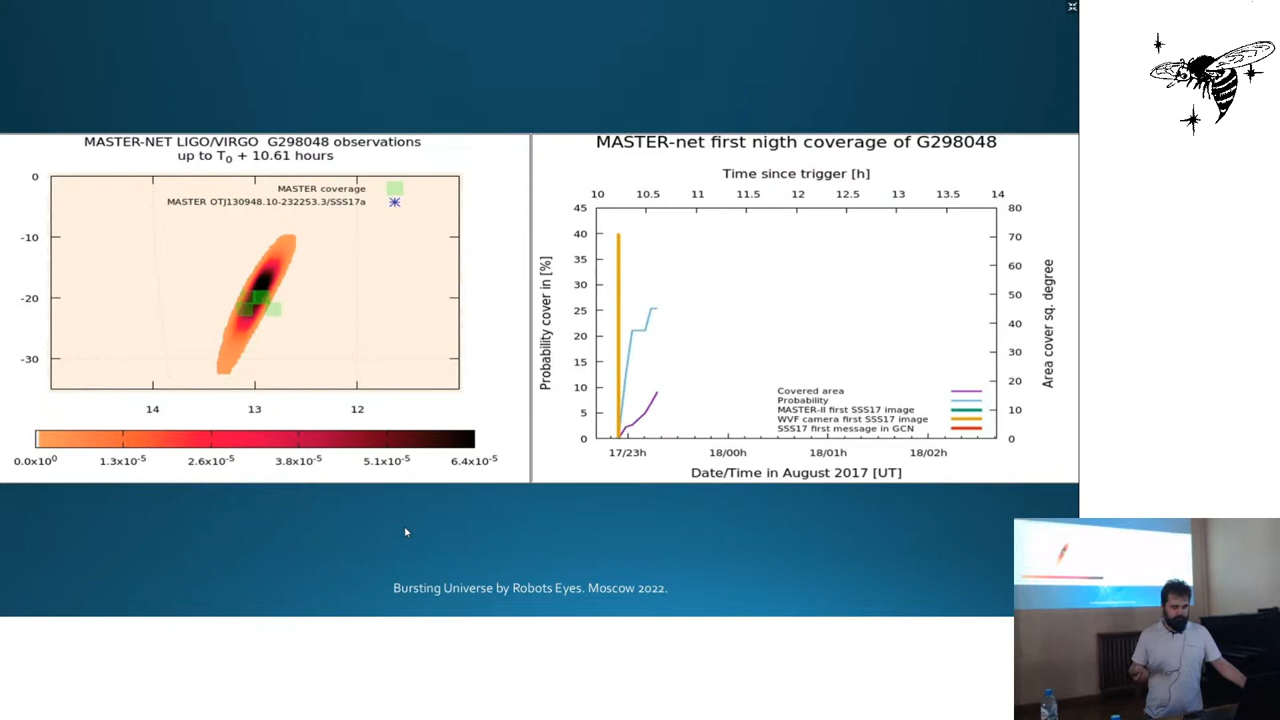 MASTER-NET LIGO/VIRGO G298048 observations
up to T0 + 10.61 hours
MASTER coverage
MASTER OTJ130948.10-232253.3/SSS17a
0
-10
-20
-30
14 13 12
0.0x10⁰ 1.3x10⁻⁵ 2.6x10⁻⁵ 3.8x10⁻⁵ 5.1x10⁻⁵ 6.4x10⁻⁵
MASTER-net first nigth coverage of G298048
Time since trigger [h]
10 10.5 11 11.5 12 12.5 13 13.5 14
Probability cover in [%]
45
40
35
30
25
20
15
10
5
0
80
70
60
50
40
30
20
10
0
Area cover sq. degree
Covered area
Probability
MASTER-II first SSS17 image
WVF camera first SSS17 image
SSS17 first message in GCN
17/23h 18/00h 18/01h 18/02h
Date/Time in August 2017 [UT]
Bursting Universe by Robots Eyes. Moscow 2022.